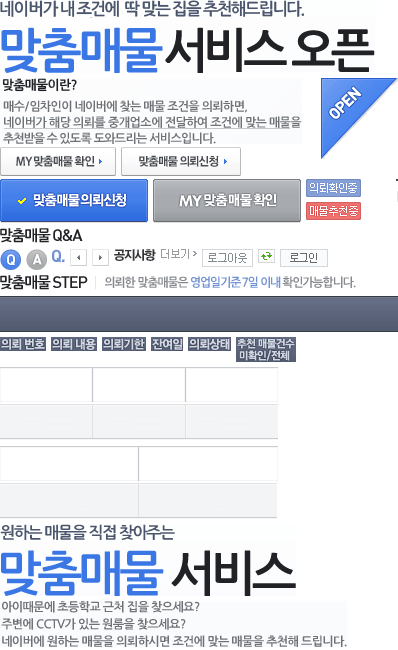 네이버가 내 조건에 딱 맞는 집을 추천해드립니다.
맞춤매물 서비스 오픈
맞춤매물이란?
매수/임차인이 네이버에 찾는 매물 조건을 의뢰하면,
네이버가 해당 의뢰를 중개업소에 전달하여 조건에 맞는 매물을
추천받을 수 있도록 도와드리는 서비스입니다.
OPEN
MY 맞춤매물 확인
맞춤매물 의뢰신청
맞춤매물 의뢰신청
MY 맞춤 매물 확인
의뢰확인중
매물추천중
맞춤매물 Q&A
Q A Q. 공지사항 더보기 로그아웃 로그인
맞춤매물 STEP 의뢰한 맞춤매물은 영업일기준 7일 이내 확인가능합니다.
의뢰 번호 의뢰 내용 의뢰기한 잔여일 의뢰상태 추천 매물건수
미확인/전체
원하는 매물을 직접 찾아주는
맞춤매물 서비스
아이때문에 초등학교 근처 집을 찾으세요?
주변에 CCTV가 있는 원룸을 찾으세요?
네이버에 원하는 매물을 의뢰하시면 조건에 맞는 매물을 추천해 드립니다.